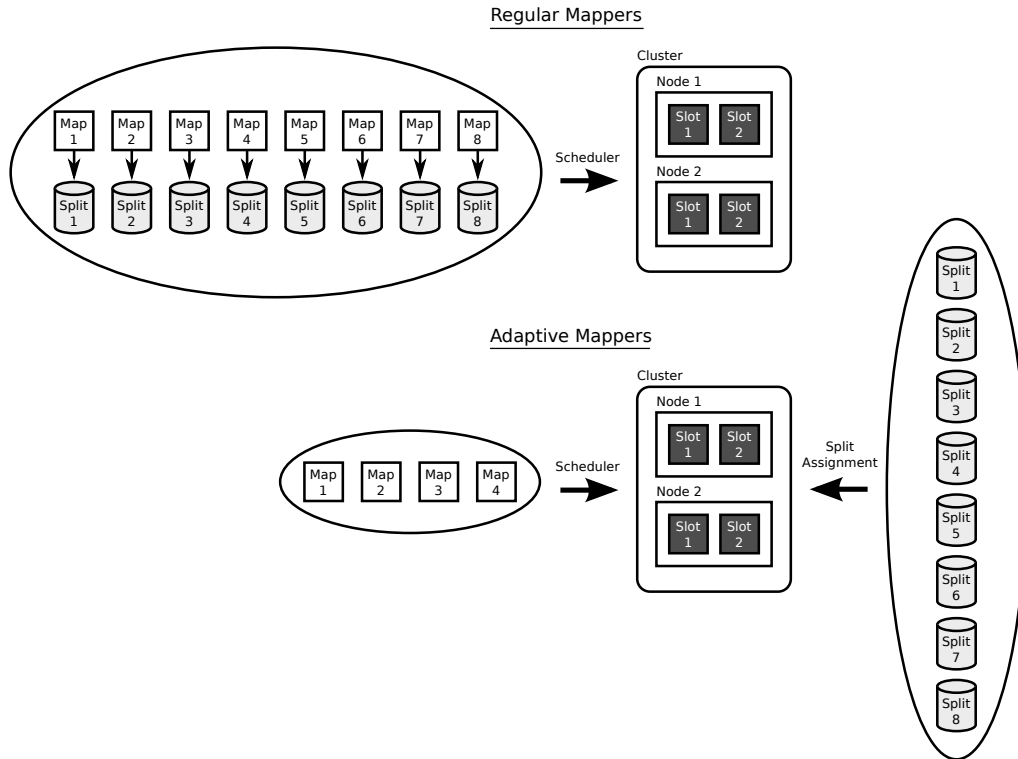 Regular Mappers
Cluster
Node 1
Map Map Map Map Map Map Map Map
1 2 3 4 5 6 7 8
Slot Slot
1 2
Scheduler
Node 2
Split Split Split Split Split Split Split Split
1 2 3 4 5 6 7 8
Slot Slot
1 2
Adaptive Mappers
Cluster
Node 1
Slot Slot
1 2
Map Map Map Map
1 2 3 4
Scheduler
Node 2
Slot Slot
1 2
Split
Assignment
Split
1
Split
2
Split
3
Split
4
Split
5
Split
6
Split
7
Split
8